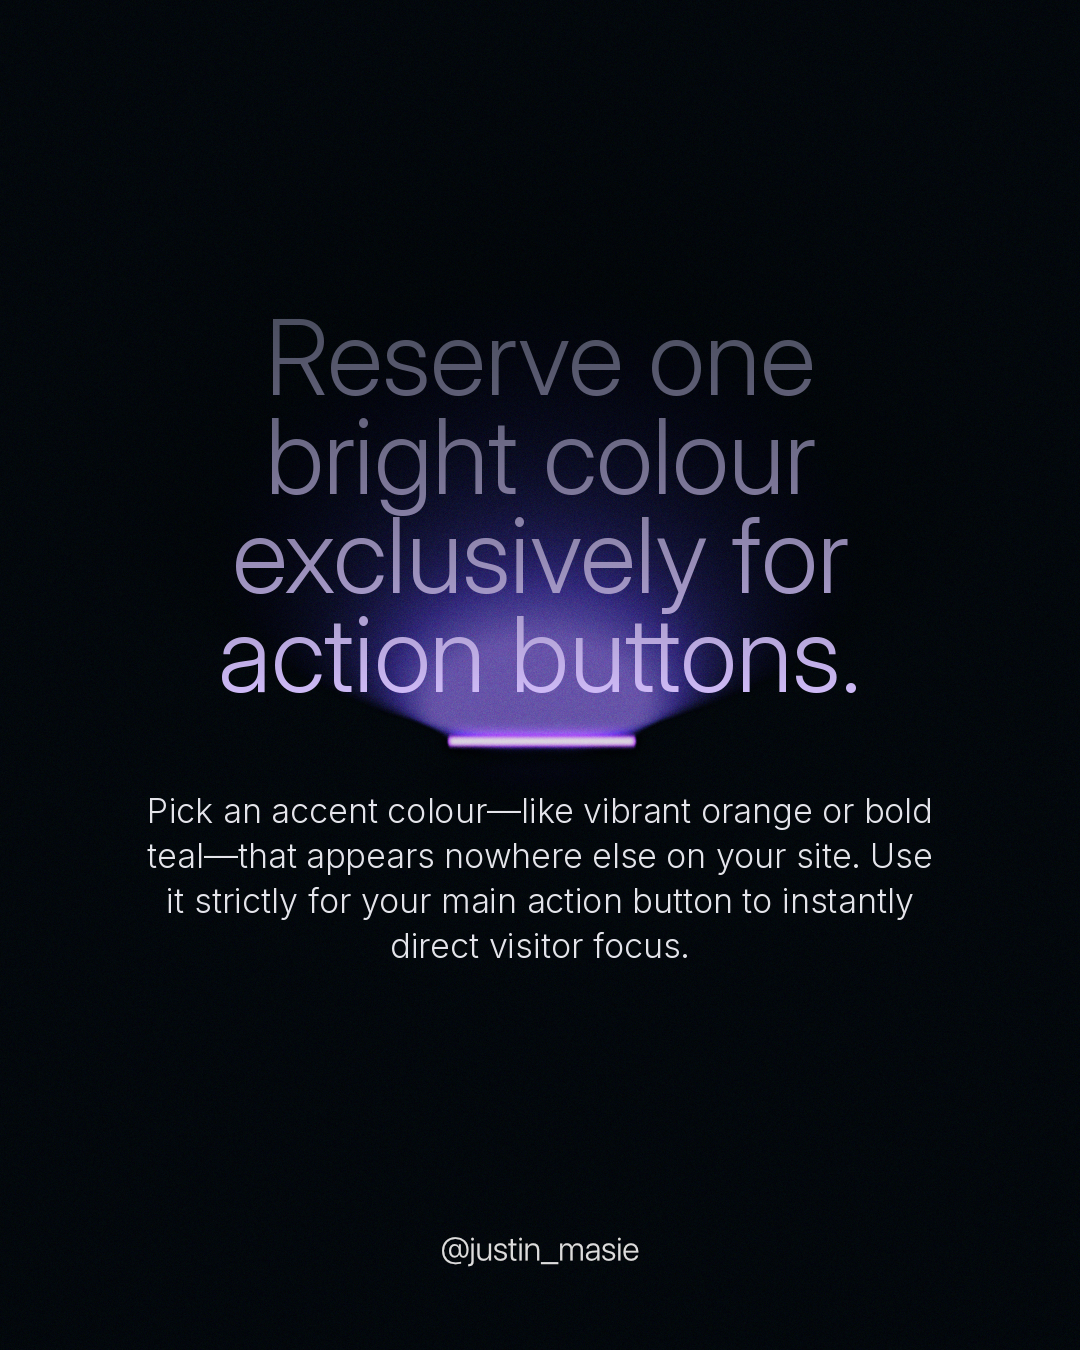 Reserve one
bright colour
exclusively for
action buttons.
Pick an accent colour—like vibrant orange or bold
teal—that appears nowhere else on your site. Use
it strictly for your main action button to instantly
direct visitor focus.
@justin_masie